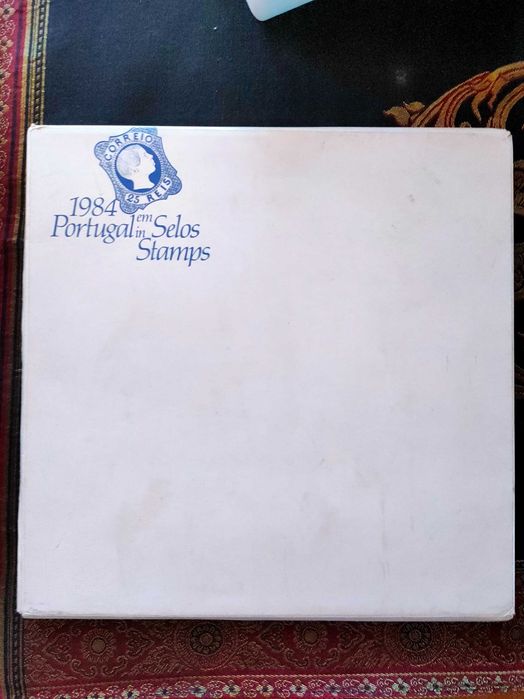 CORREIO
25 REIS
1984
Portugal em Selos
in Stamps